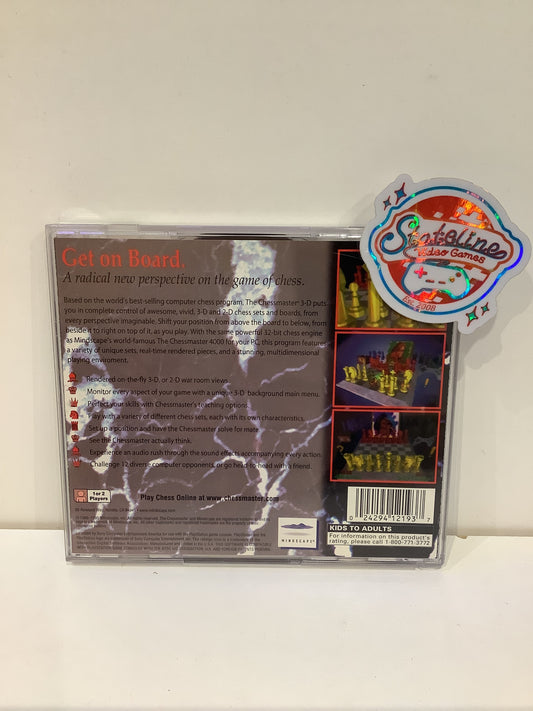 Get on Board.
A radical new perspective on the game of chess.
Based on the world's best-selling computer chess program, The Chessmaster 3-D puts
you in complete control of awesome, vivid, 3-D and 2-D chess sets and boards, from
every perspective imaginable. Shift your position from above the board to below, from
beside it to right on top of it, as you play. With the same powerful 32-bit chess engine
as Mindscape's world-famous The Chessmaster 4000 for your PC, this program features
a variety of unique sets, real-time rendered pieces, and a stunning, multidimensional
playing environment.
Rendered on-the-fly 3-D, or 2-D war room views.
Monitor every aspect of your game with a unique 3-D background main menu.
Perfect your skills with Chessmaster's teaching options.
Play with a variety of different chess sets, each with its own characteristics.
Set up a position and have the Chessmaster solve for mate
See the Chessmaster actually think.
Experience an audio rush through the sound effects accompanying every action.
Challenge 12 diverse computer opponents, or go head to head with a friend.
1 or 2
Players
Play Chess Online at www.chessmaster.com
MINDSCAPE
0 24294 12193 7
KIDS TO ADULTS
For information on this product's
rating, please call 1-800-771-3772
Stateline
Video Games
Est. 2008